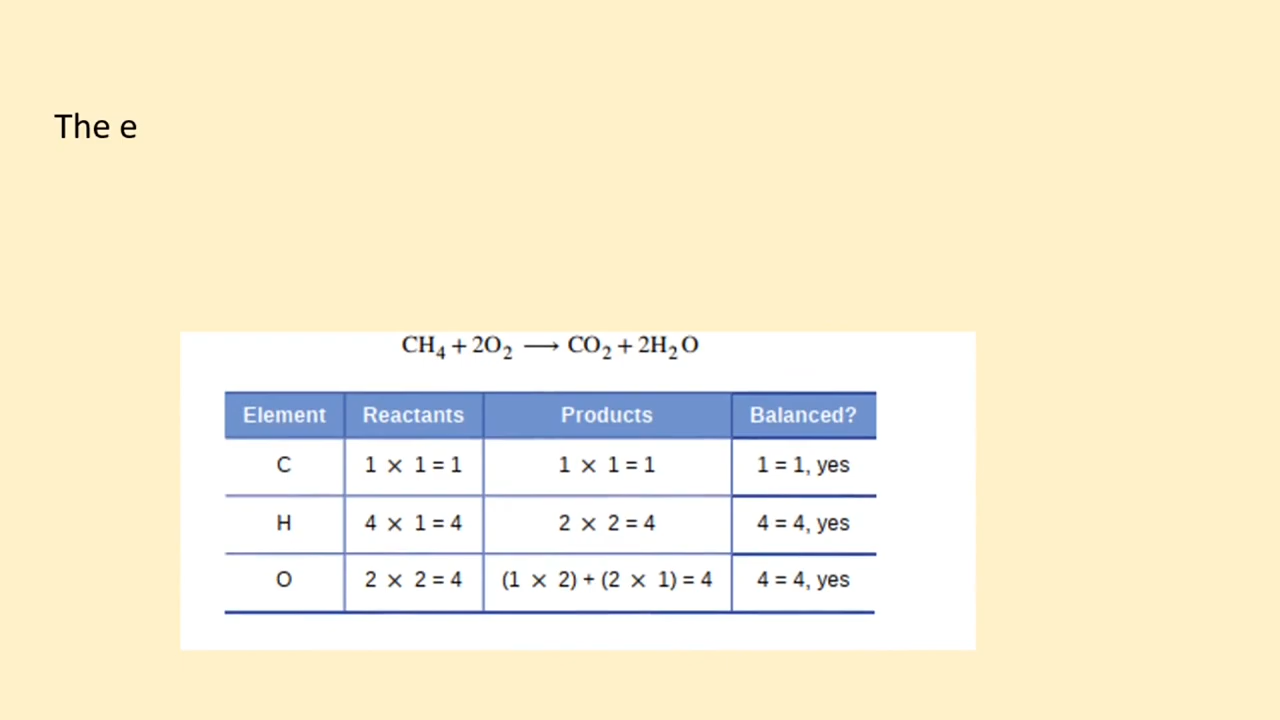 The e
CH₄ + 2O₂ ⟶ CO₂ + 2H₂O
Element Reactants Products Balanced?
C 1 × 1 = 1 1 × 1 = 1 1 = 1, yes
H 4 × 1 = 4 2 × 2 = 4 4 = 4, yes
O 2 × 2 = 4 (1 × 2) + (2 × 1) = 4 4 = 4, yes